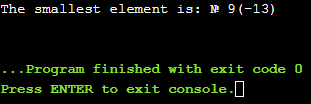 The smallest element is: № 9(-13)
...Program finished with exit code 0
Press ENTER to exit console.